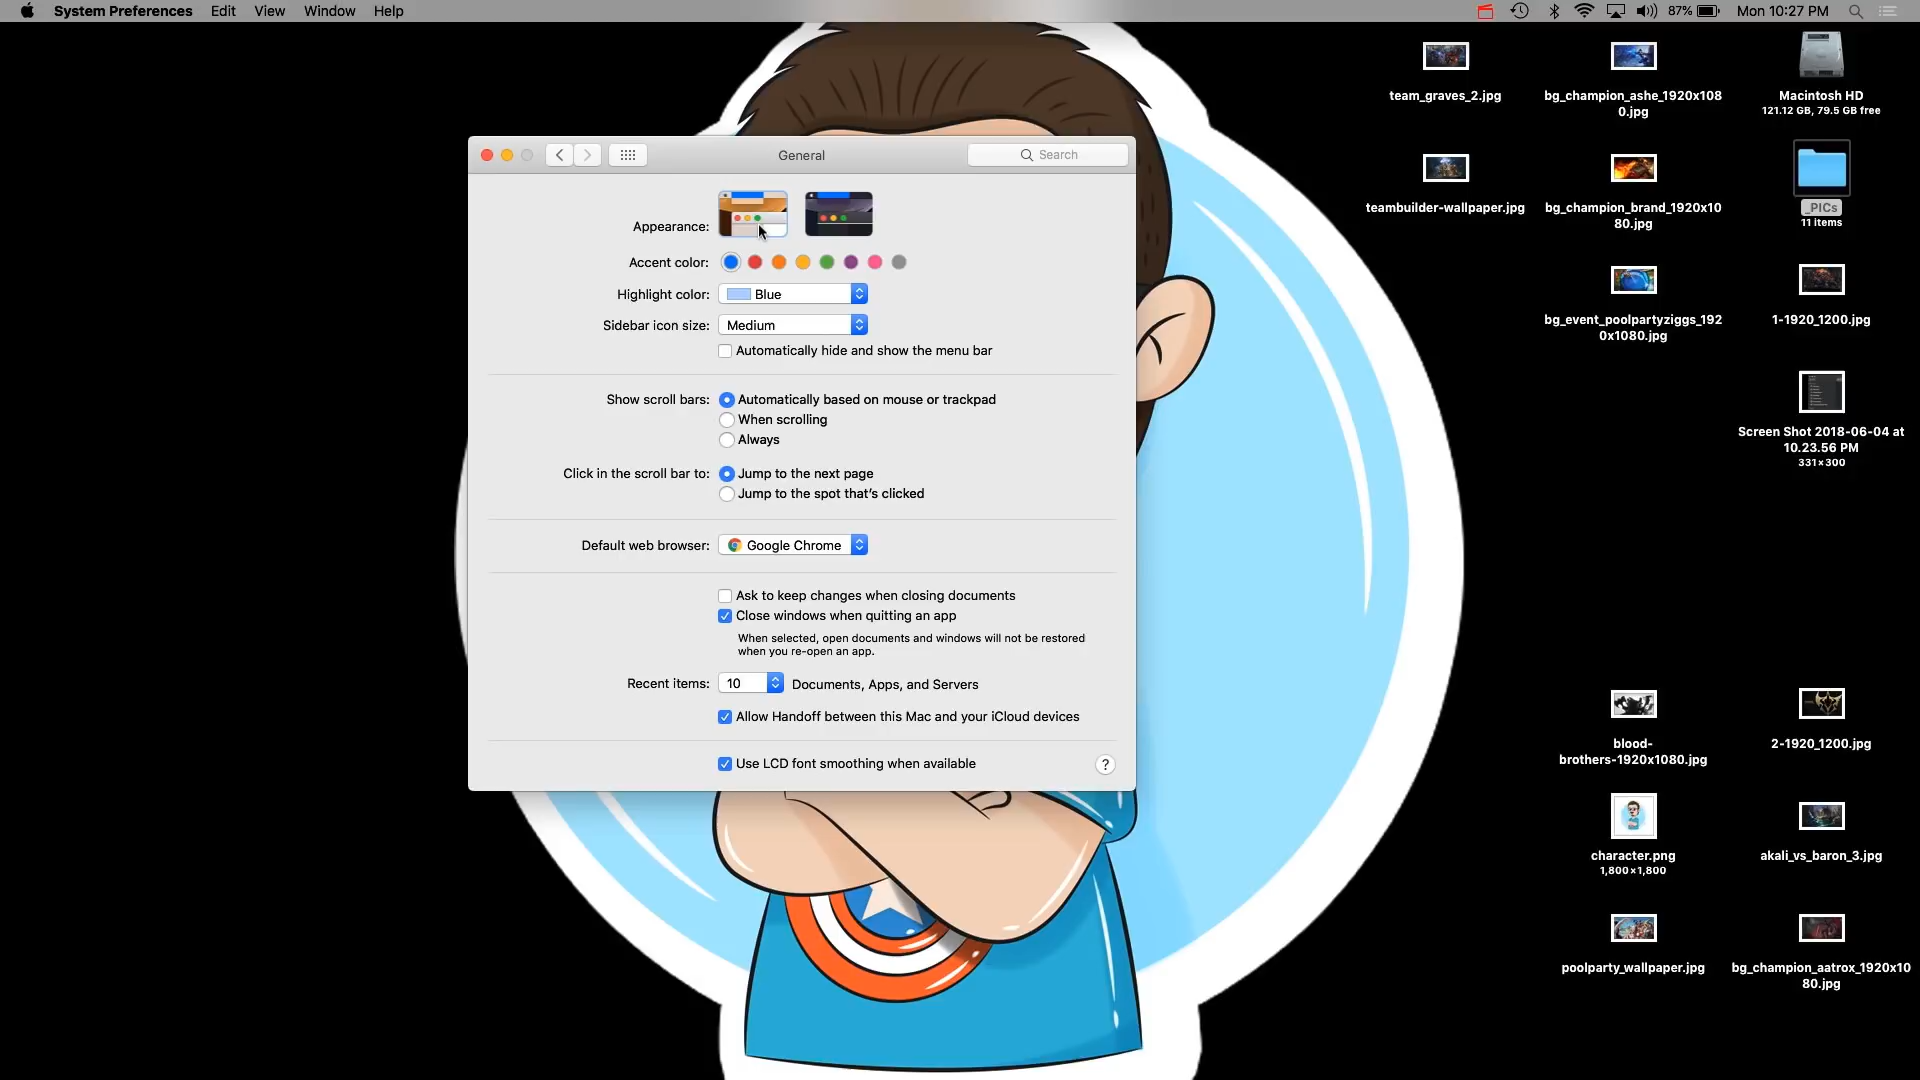 System Preferences Edit View Window Help
87% Mon 10:27 PM
General
Search
Appearance:
Accent color:
Highlight color: Blue
Sidebar icon size: Medium
Automatically hide and show the menu bar
Show scroll bars: Automatically based on mouse or trackpad
When scrolling
Always
Click in the scroll bar to: Jump to the next page
Jump to the spot that's clicked
Default web browser: Google Chrome
Ask to keep changes when closing documents
Close windows when quitting an app
When selected, open documents and windows will not be restored
when you re-open an app.
Recent items: 10 Documents, Apps, and Servers
Allow Handoff between this Mac and your iCloud devices
Use LCD font smoothing when available
?
team_graves_2.jpg
bg_champion_ashe_1920x108
0.jpg
Macintosh HD
121.12 GB, 79.5 GB free
teambuilder-wallpaper.jpg
bg_champion_brand_1920x10
80.jpg
_PICs
11 items
bg_event_poolpartyziggs_192
0x1080.jpg
1-1920_1200.jpg
Screen Shot 2018-06-04 at
10.23.56 PM
331×300
blood-
brothers-1920x1080.jpg
2-1920_1200.jpg
character.png
1,800×1,800
akali_vs_baron_3.jpg
poolparty_wallpaper.jpg
bg_champion_aatrox_1920x10
80.jpg